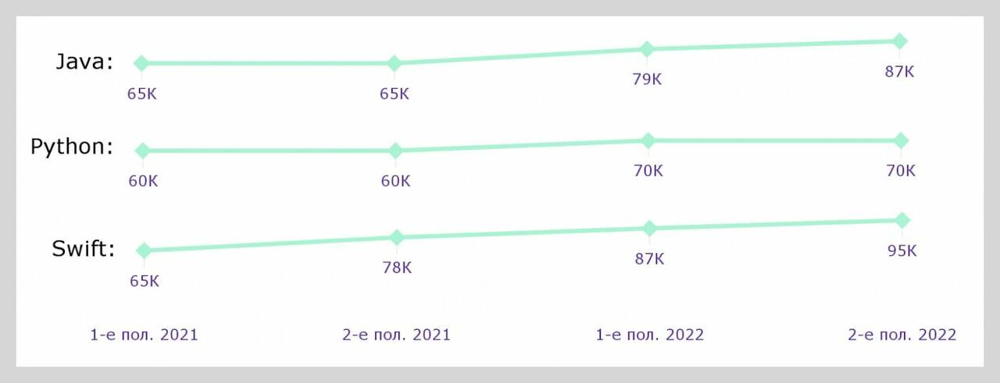 Java:
65K
65K
79K
87K
Python:
60K
60K
70K
70K
Swift:
65K
78K
87K
95K
1-е пол. 2021
2-е пол. 2021
1-е пол. 2022
2-е пол. 2022